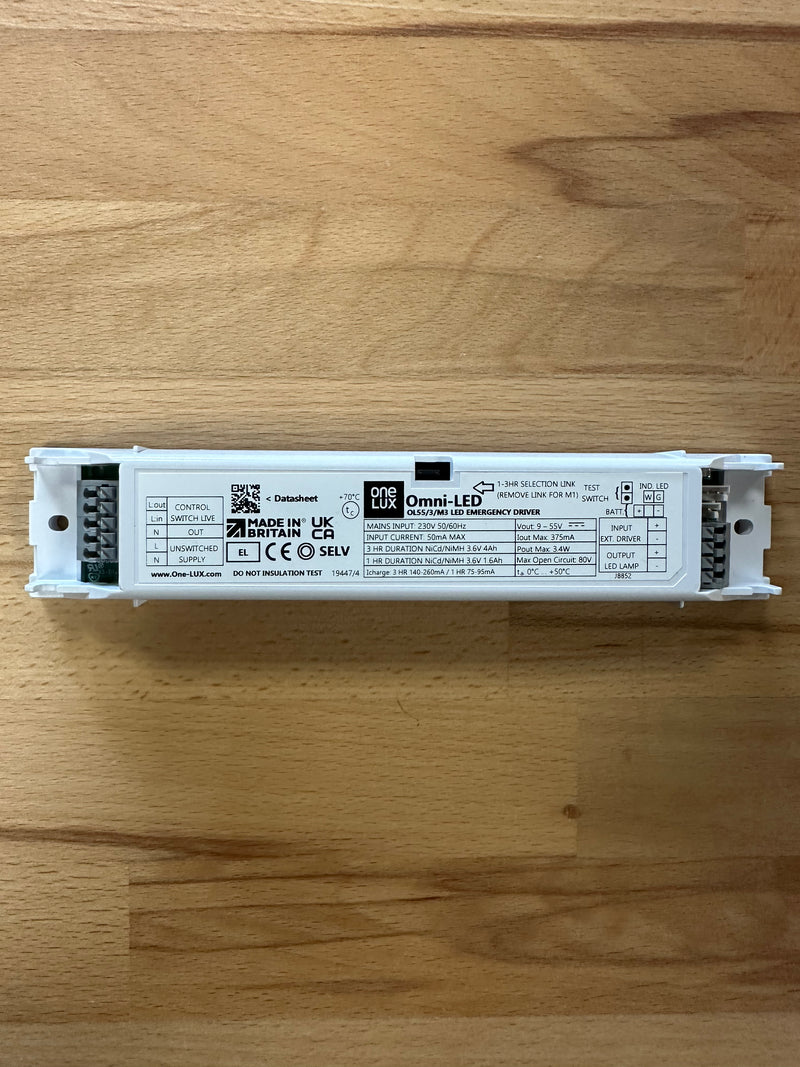 L:out
CONTROL
L:in
SWITCH LIVE
N
OUT
L
UNSWITCHED
N
SUPPLY
www.One-LUX.com
< Datasheet
MADE IN
BRITAIN
UK
CA
EL
CE
SELV
DO NOT INSULATION TEST
19447/4
+70°C
tc
one
LUX
Omni-LED
1-3HR SELECTION LINK
(REMOVE LINK FOR M1)
OL55/3/M3 LED EMERGENCY DRIVER
MAINS INPUT: 230V 50/60Hz
INPUT CURRENT: 50mA MAX
3 HR DURATION NiCd/NiMH 3.6V 4Ah
1 HR DURATION NiCd/NiMH 3.6V 1.6Ah
Icharge: 3 HR 140-260mA / 1 HR 75-95mA
Vout: 9 – 55V
Iout Max: 375mA
Pout Max: 3.4W
Max Open Circuit: 80V
ta 0°C ... +50°C
TEST
SWITCH
IND. LED
W G
BATT. + -
INPUT +
EXT. DRIVER -
OUTPUT +
LED LAMP -
J8852